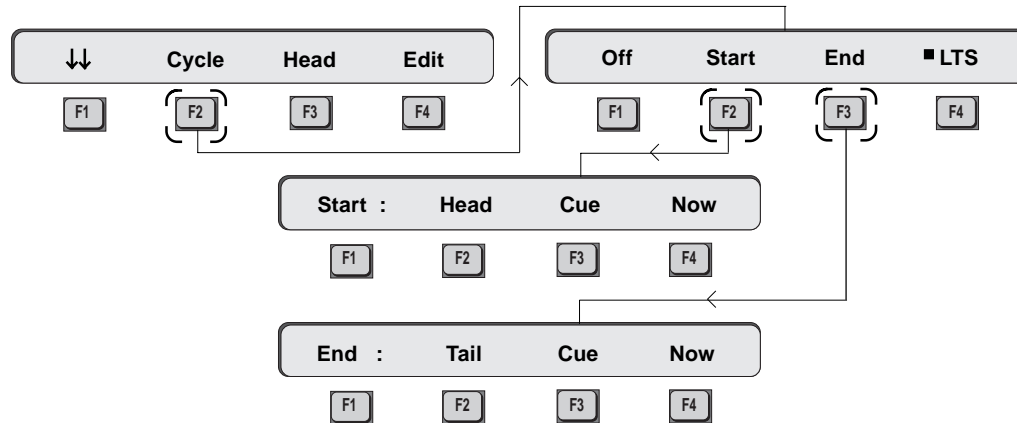 ↓↓ Cycle Head Edit
F1 F2 F3 F4
Off Start End ■ LTS
F1 F2 F3 F4
Start : Head Cue Now
F1 F2 F3 F4
End : Tail Cue Now
F1 F2 F3 F4